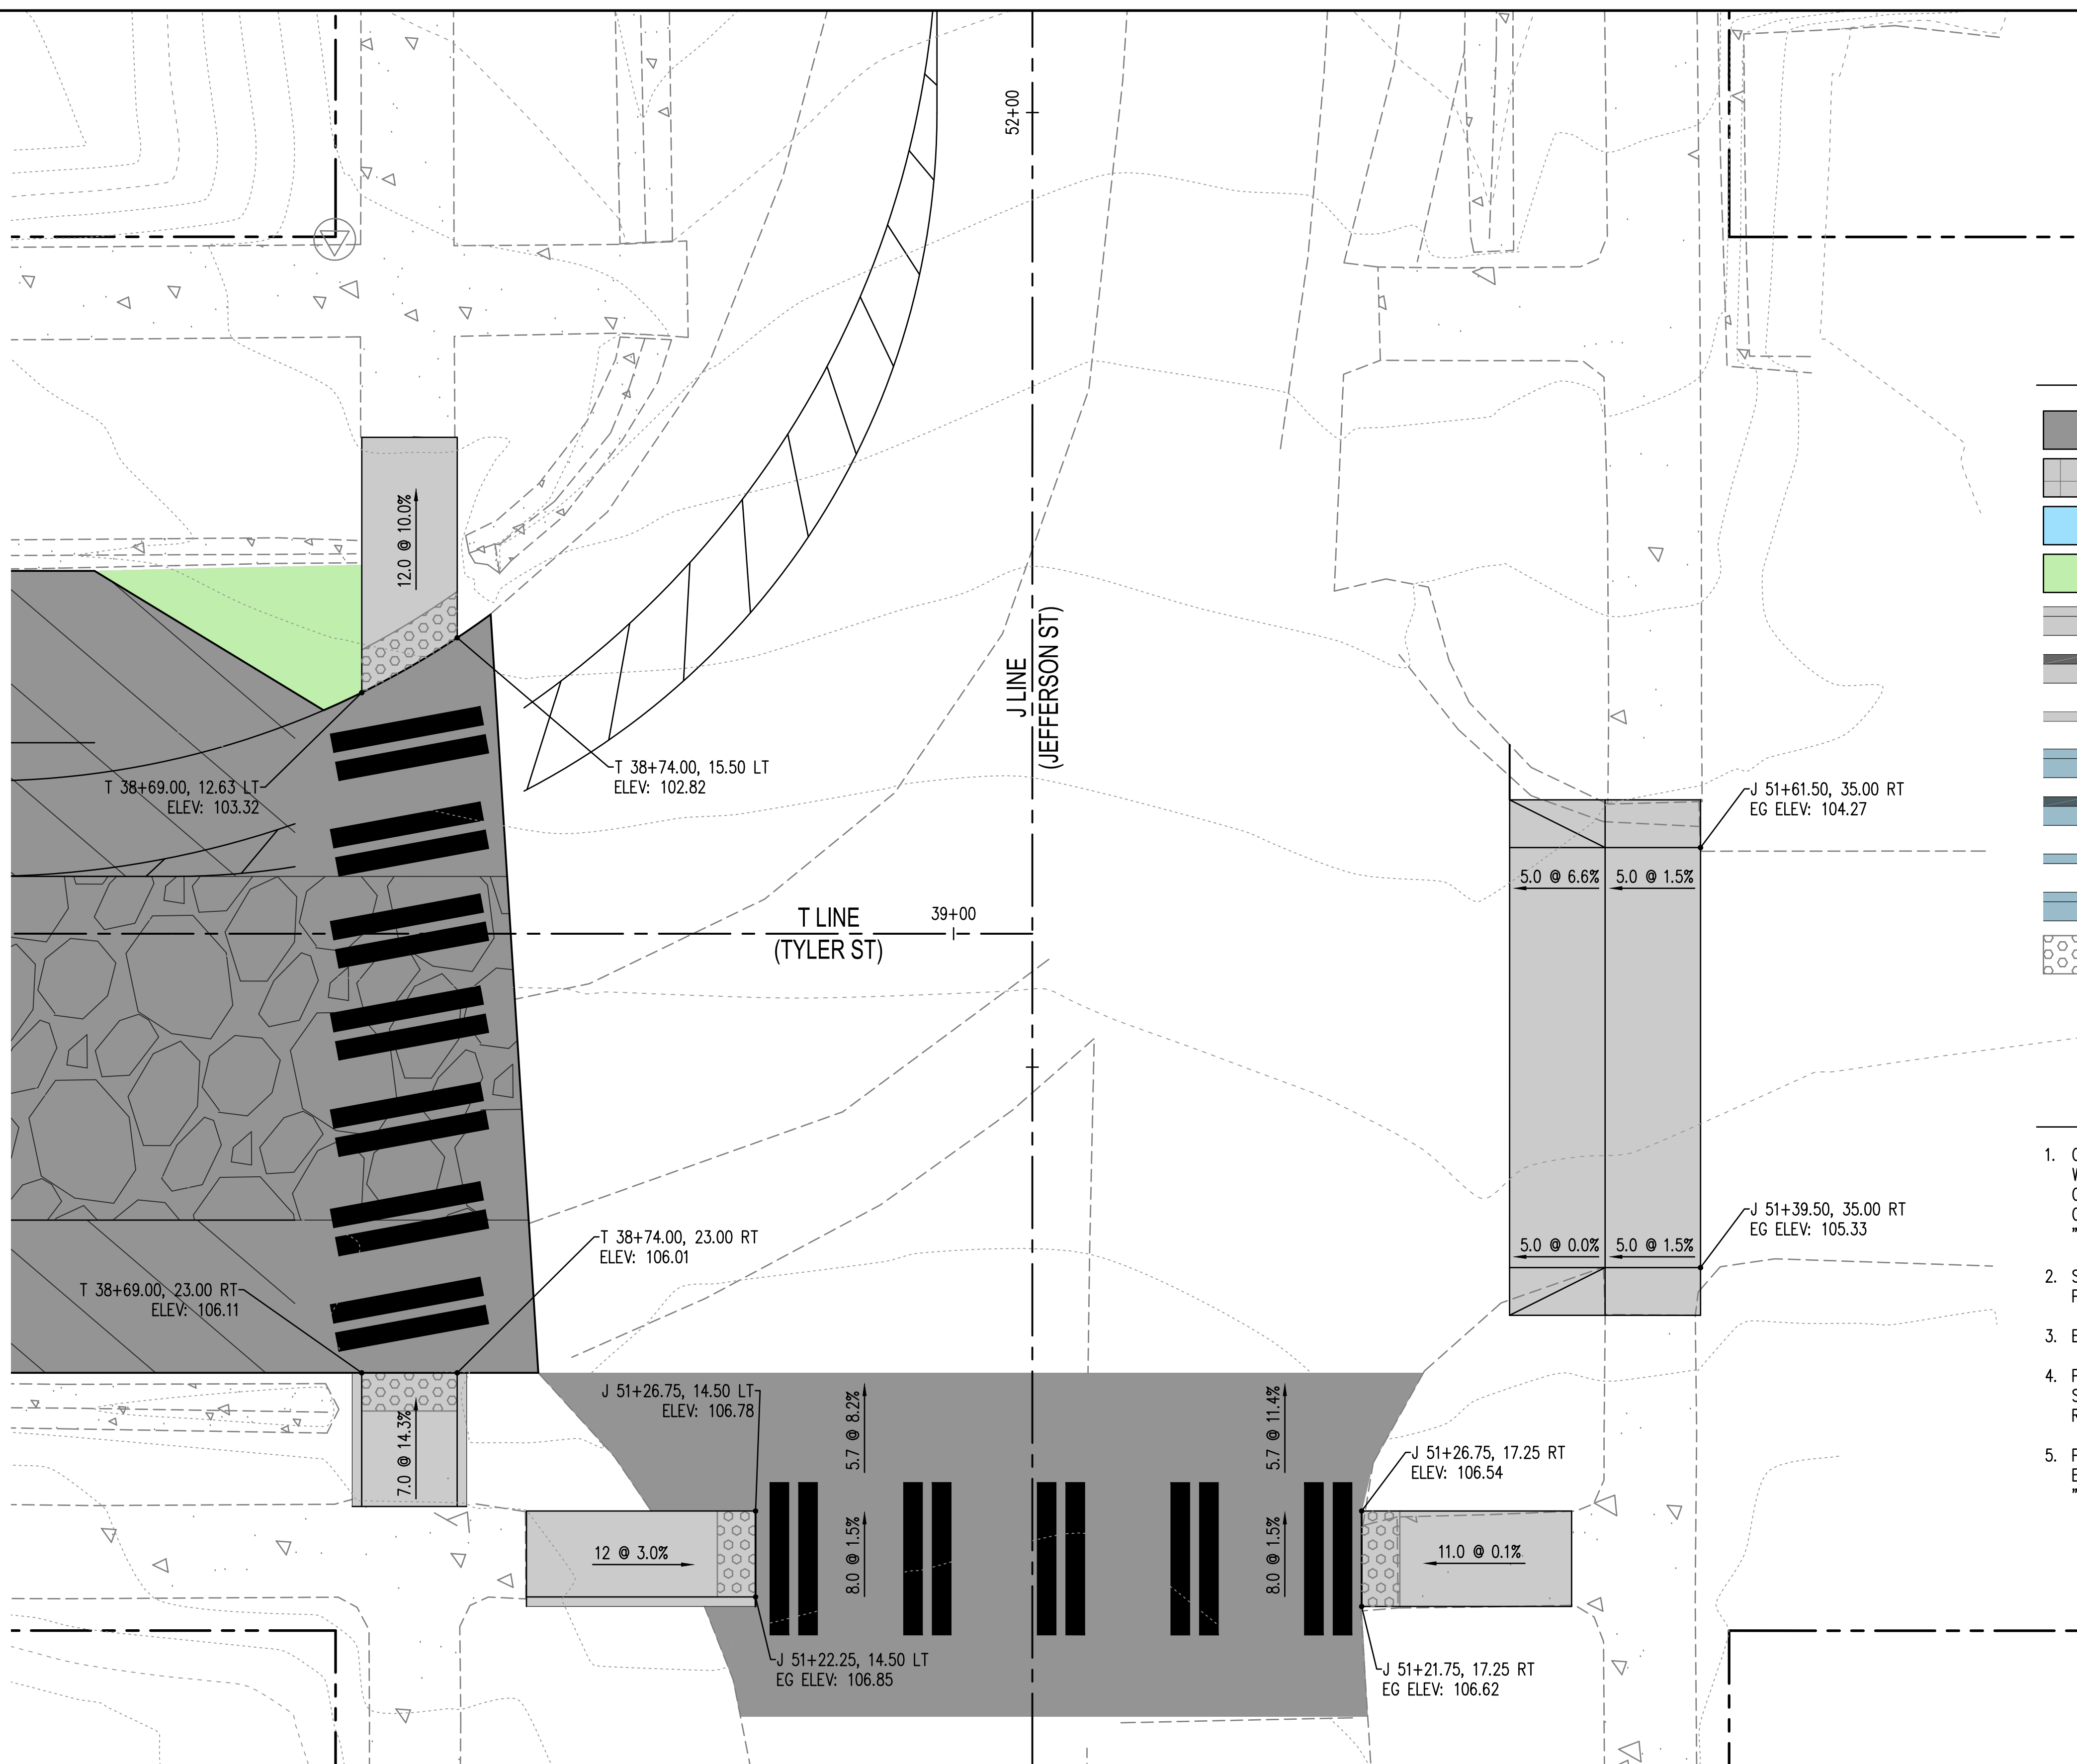 52+00
12.0 @ 10.0%
J LINE
(JEFFERSON ST)
T 38+74.00, 15.50 LT
ELEV: 102.82
T 38+69.00, 12.63 LT
ELEV: 103.32
J 51+61.50, 35.00 RT
EG ELEV: 104.27
5.0 @ 6.6%
5.0 @ 1.5%
T LINE
(TYLER ST)
39+00
1.
J 51+39.50, 35.00 RT
EG ELEV: 105.33
5.0 @ 0.0%
5.0 @ 1.5%
T 38+74.00, 23.00 RT
ELEV: 106.01
T 38+69.00, 23.00 RT
ELEV: 106.11
2.
3.
4.
5.
J 51+26.75, 14.50 LT
ELEV: 106.78
5.7 @ 8.2%
5.7 @ 11.4%
7.0 @ 14.3%
J 51+26.75, 17.25 RT
ELEV: 106.54
12 @ 3.0%
8.0 @ 1.5%
8.0 @ 1.5%
11.0 @ 0.1%
J 51+22.25, 14.50 LT
EG ELEV: 106.85
J 51+21.75, 17.25 RT
EG ELEV: 106.62